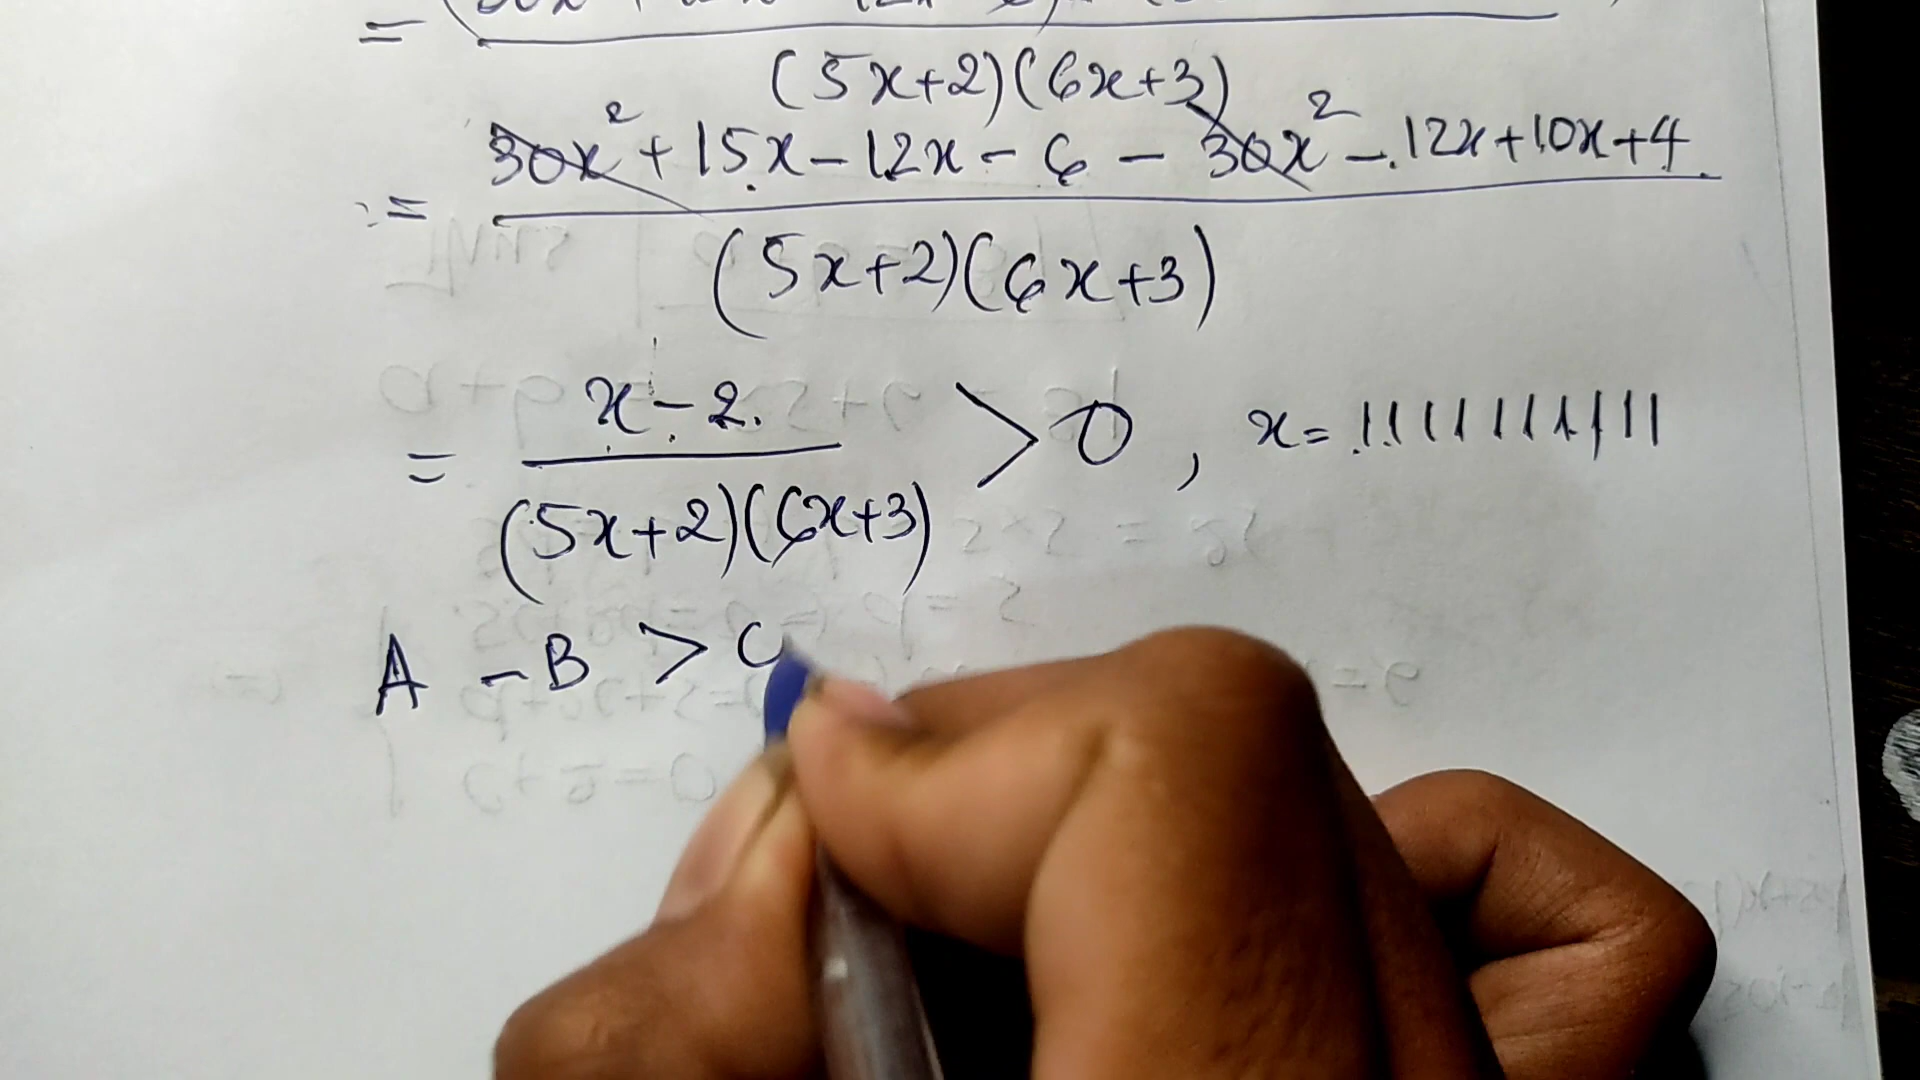 =
(5x+2)(6x+3)
= 30x² + 15x - 12x - 6 - 30x² - 12x + 10x + 4
(5x+2)(6x+3)
= x - 2 > 0, x = 11111111111
(5x+2)(6x+3)
A - B > 0